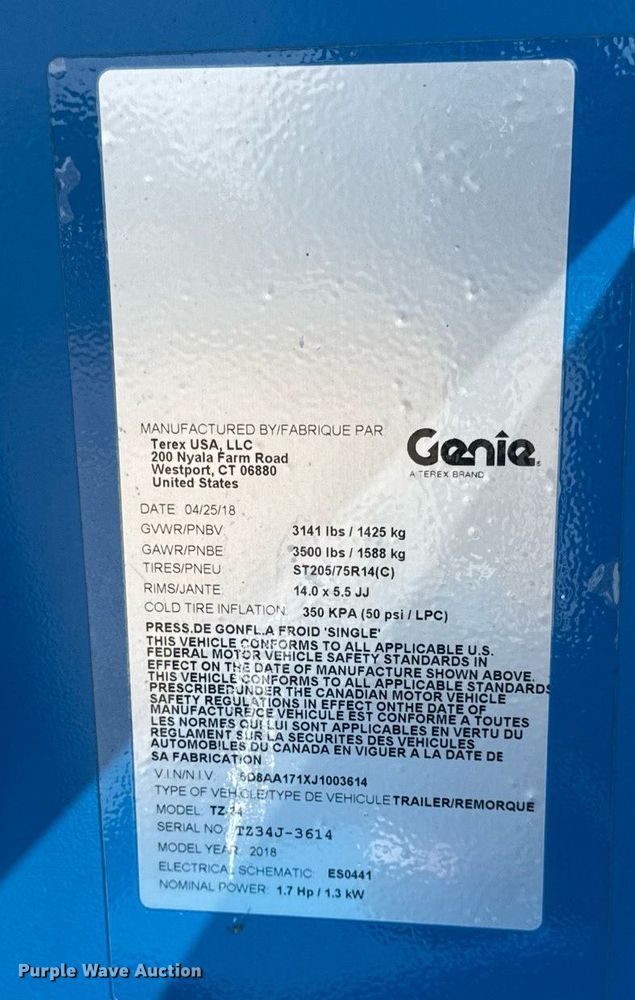 MANUFACTURED BY/FABRIQUE PAR
Terex USA, LLC
200 Nyala Farm Road
Westport, CT 06880
United States
Genie
A TEREX BRAND
DATE: 04/25/18
GVWR/PNBV 3141 lbs / 1425 kg
GAWR/PNBE 3500 lbs / 1588 kg
TIRES/PNEU ST205/75R14(C)
RIMS/JANTE 14.0 x 5.5 JJ
COLD TIRE INFLATION: 350 KPA (50 psi / LPC)
PRESS.DE GONFL.A FROID 'SINGLE'
THIS VEHICLE CONFORMS TO ALL APPLICABLE U.S.
FEDERAL MOTOR VEHICLE SAFETY STANDARDS IN
EFFECT ON THE DATE OF MANUFACTURE SHOWN ABOVE.
THIS VEHICLE CONFORMS TO ALL APPLICABLE STANDARDS
PRESCRIBED UNDER THE CANADIAN MOTOR VEHICLE
SAFETY REGULATIONS IN EFFECT ONTHE DATE OF
MANUFACTURE/CE VEHICULE EST CONFORME A TOUTES
LES NORMES QUI LUI SONT APPLICABLES EN VERTU DU
REGLEMENT SUR LA SECURITES DES VEHICULES
AUTOMOBILES DU CANADA EN VIGUER A LA DATE DE
SA FABRICATION
V.I.N/N.I.V. 5D8AA171XJ1003614
TYPE OF VEHICLE/TYPE DE VEHICULE TRAILER/REMORQUE
MODEL: TZ-34
SERIAL NO. TZ34J-3614
MODEL YEAR: 2018
ELECTRICAL SCHEMATIC: ES0441
NOMINAL POWER: 1.7 Hp / 1.3 kW
Purple Wave Auction